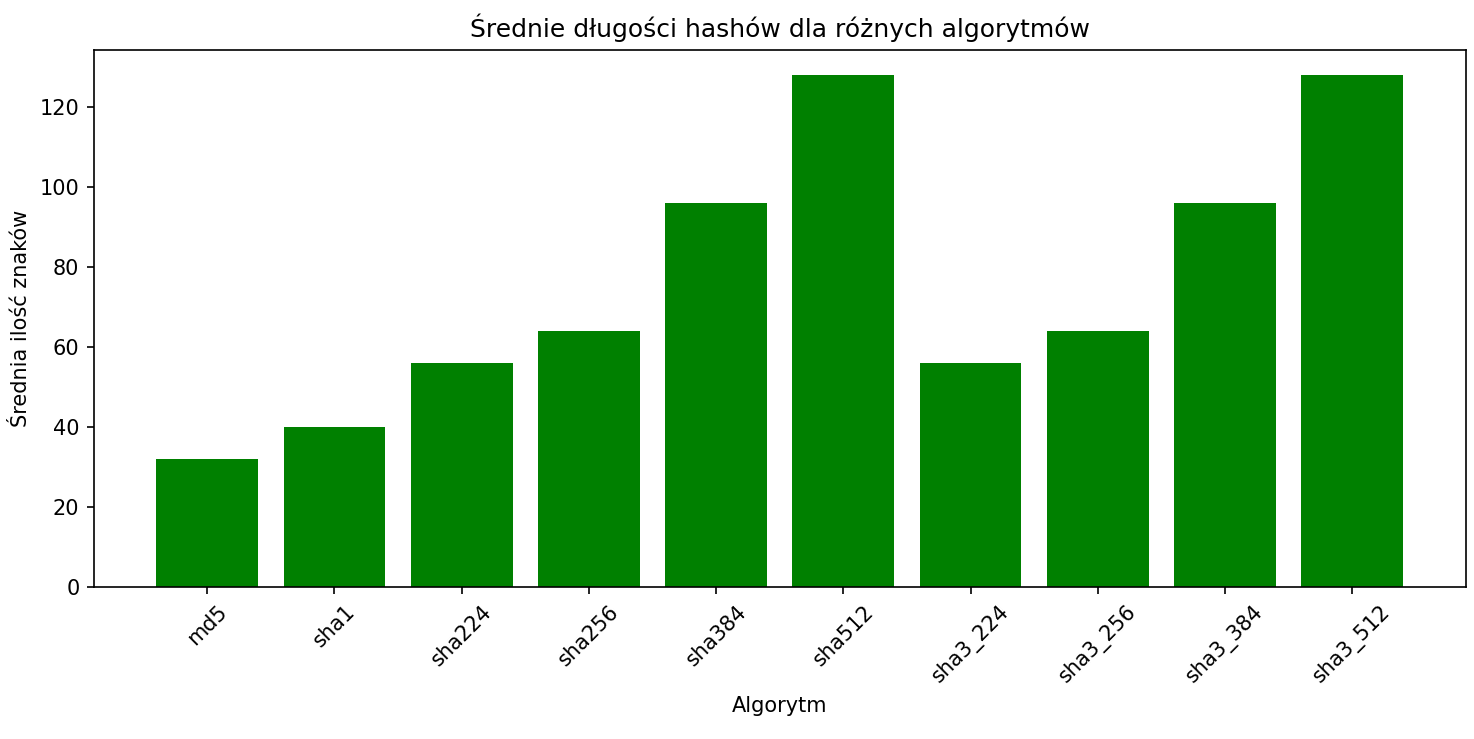 Średnie długości hashów dla różnych algorytmów
Średnia ilość znaków
120
100
80
60
40
20
0
md5
sha1
sha224
sha256
sha384
sha512
sha3_224
sha3_256
sha3_384
sha3_512
Algorytm